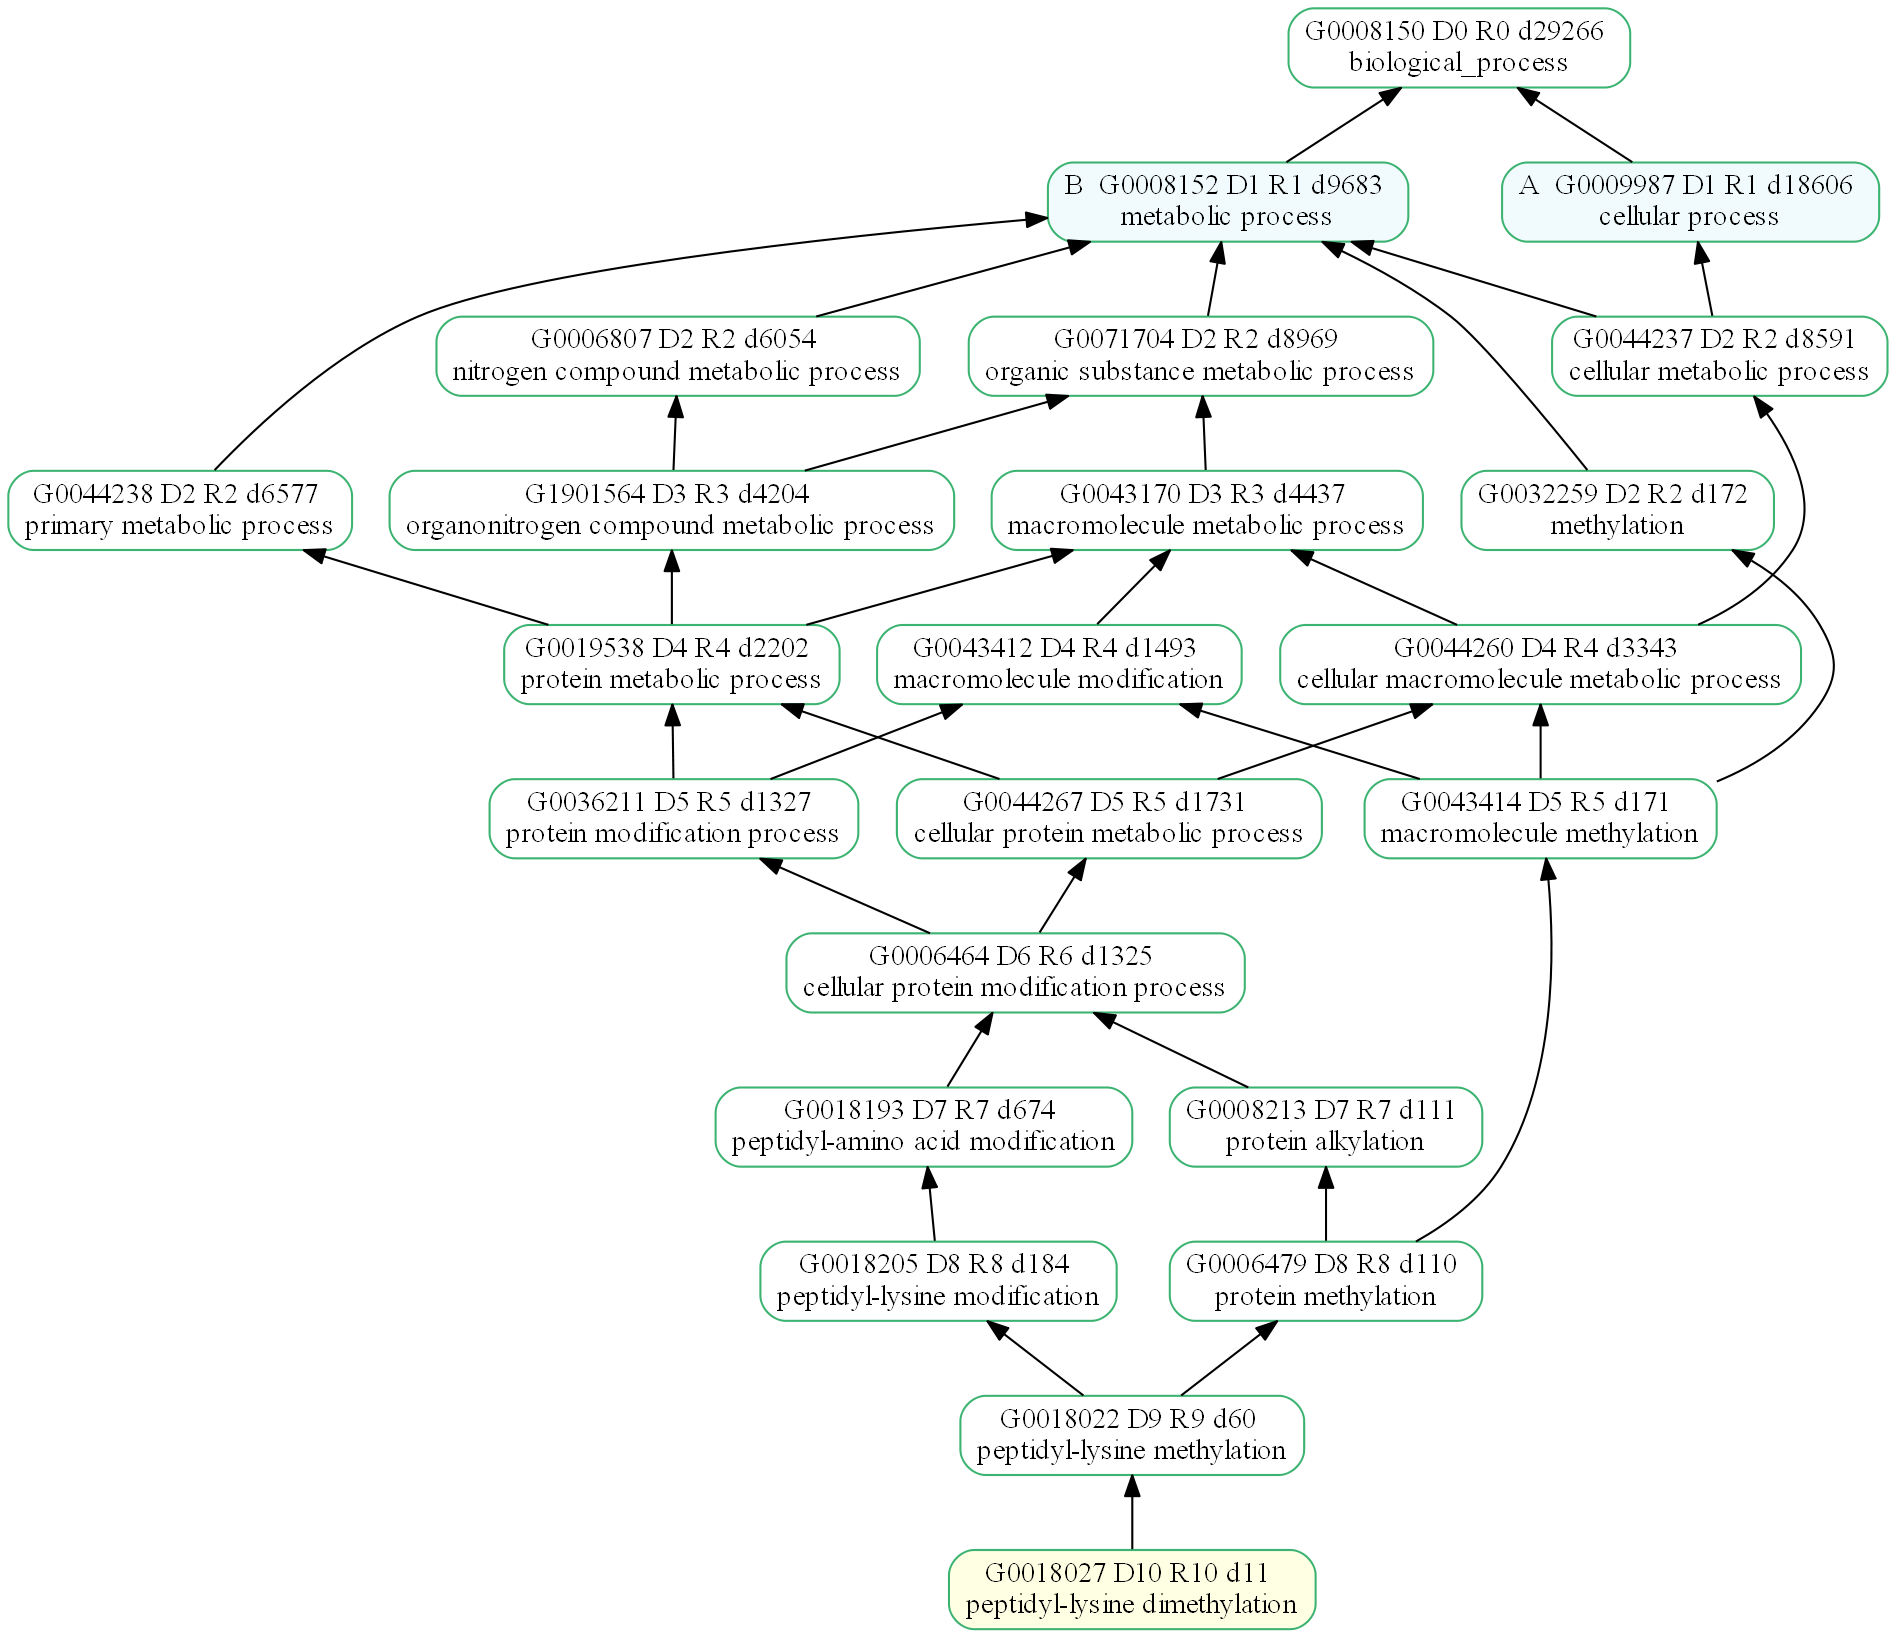 G0008150 D0 R0 d29266
biological_process
B G0008152 D1 R1 d9683
metabolic process
A G0009987 D1 R1 d18606
cellular process
G0006807 D2 R2 d6054
nitrogen compound metabolic process
G0071704 D2 R2 d8969
organic substance metabolic process
G0044237 D2 R2 d8591
cellular metabolic process
G0044238 D2 R2 d6577
primary metabolic process
G1901564 D3 R3 d4204
organonitrogen compound metabolic process
G0043170 D3 R3 d4437
macromolecule metabolic process
G0032259 D2 R2 d172
methylation
G0019538 D4 R4 d2202
protein metabolic process
G0043412 D4 R4 d1493
macromolecule modification
G0044260 D4 R4 d3343
cellular macromolecule metabolic process
G0036211 D5 R5 d1327
protein modification process
G0044267 D5 R5 d1731
cellular protein metabolic process
G0043414 D5 R5 d171
macromolecule methylation
G0006464 D6 R6 d1325
cellular protein modification process
G0018193 D7 R7 d674
peptidyl-amino acid modification
G0008213 D7 R7 d111
protein alkylation
G0018205 D8 R8 d184
peptidyl-lysine modification
G0006479 D8 R8 d110
protein methylation
G0018022 D9 R9 d60
peptidyl-lysine methylation
G0018027 D10 R10 d11
peptidyl-lysine dimethylation